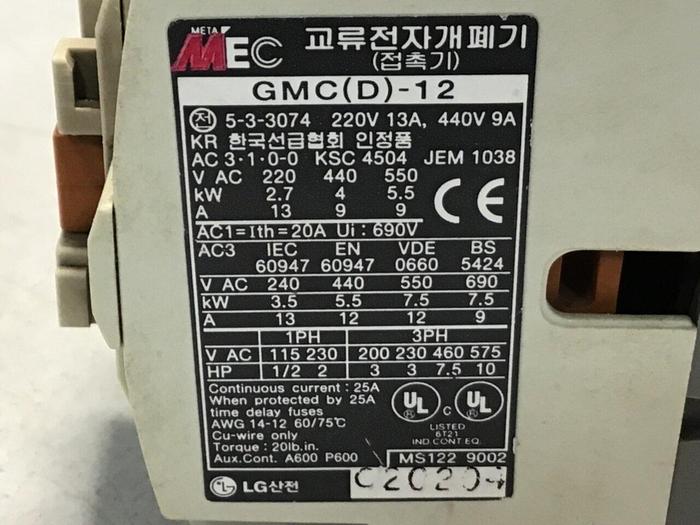 META
MEC 교류전자개폐기
(접촉기)
GMC(D)-12
전 5-3-3074 220V 13A, 440V 9A
KR 한국선급협회 인정품
AC 3·1·0-0 KSC 4504 JEM 1038
V AC 220 440 550
kW 2.7 4 5.5
A 13 9 9
CE
AC1=Ith=20A Ui: 690V
AC3 IEC EN VDE BS
60947 60947 0660 5424
V AC 240 440 550 690
kW 3.5 5.5 7.5 7.5
A 13 12 12 9
1PH 3PH
V AC 115 230 200 230 460 575
HP 1/2 2 3 3 7.5 10
Continuous current: 25A
When protected by 25A
time delay fuses
AWG 14-12 60/75℃
Cu-wire only
Torque: 20lb.in.
Aux.Cont. A600 P600
UL C UL
LISTED
6T21
IND.CONT.EQ.
MS122 9002
LG LG산전
C20204